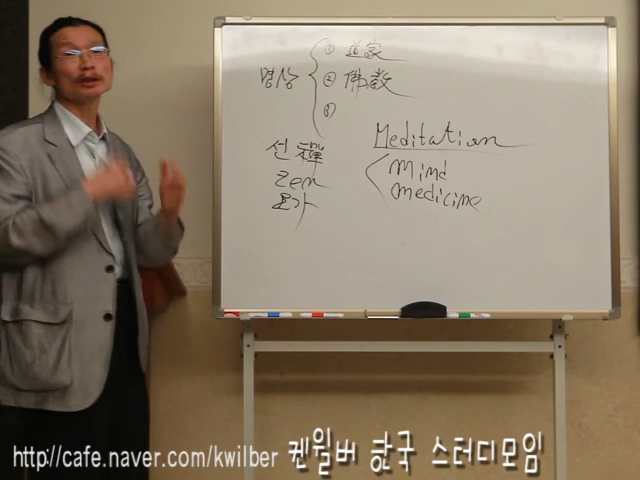 명상
① 道家
② 佛教
③
선 禪
Zen
요가
Meditation
mind
medicine
http://cafe.naver.com/kwilber 켄윌버 한국 스터디모임